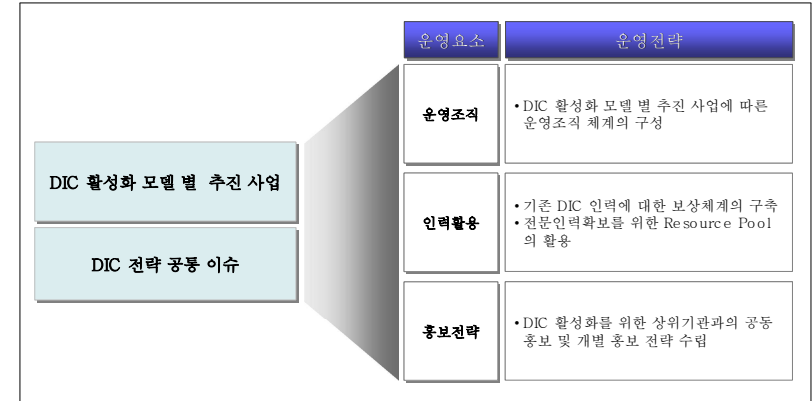 운영요소
운영전략
DIC 활성화 모델 별 추진 사업
DIC 전략 공통 이슈
운영조직
• DIC 활성화 모델 별 추진 사업에 따른
운영조직 체계의 구성
인력활용
• 기존 DIC 인력에 대한 보상체계의 구축
• 전문인력확보를 위한 Resource Pool
의 활용
홍보전략
• DIC 활성화를 위한 상위기관과의 공동
홍보 및 개별 홍보 전략 수립